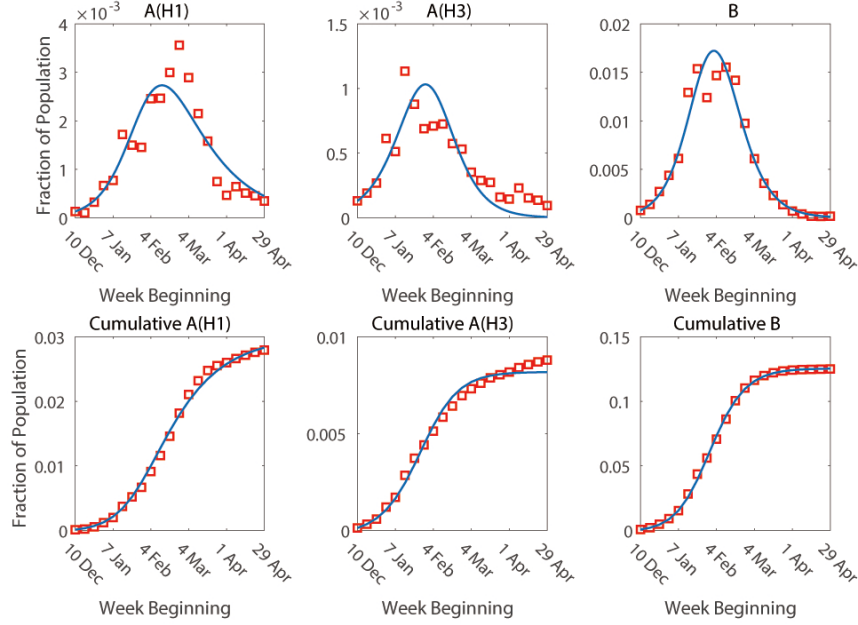 A(H1)
×10⁻³
4
3
2
1
0
Fraction of Population
10 Dec
7 Jan
4 Feb
4 Mar
1 Apr
29 Apr
Week Beginning
A(H3)
×10⁻³
1.5
1
0.5
0
10 Dec
7 Jan
4 Feb
4 Mar
1 Apr
29 Apr
Week Beginning
B
0.02
0.015
0.01
0.005
0
10 Dec
7 Jan
4 Feb
4 Mar
1 Apr
29 Apr
Week Beginning
Cumulative A(H1)
0.03
0.02
0.01
0
Fraction of Population
10 Dec
7 Jan
4 Feb
4 Mar
1 Apr
29 Apr
Week Beginning
Cumulative A(H3)
0.01
0.005
0
10 Dec
7 Jan
4 Feb
4 Mar
1 Apr
29 Apr
Week Beginning
Cumulative B
0.15
0.1
0.05
0
10 Dec
7 Jan
4 Feb
4 Mar
1 Apr
29 Apr
Week Beginning